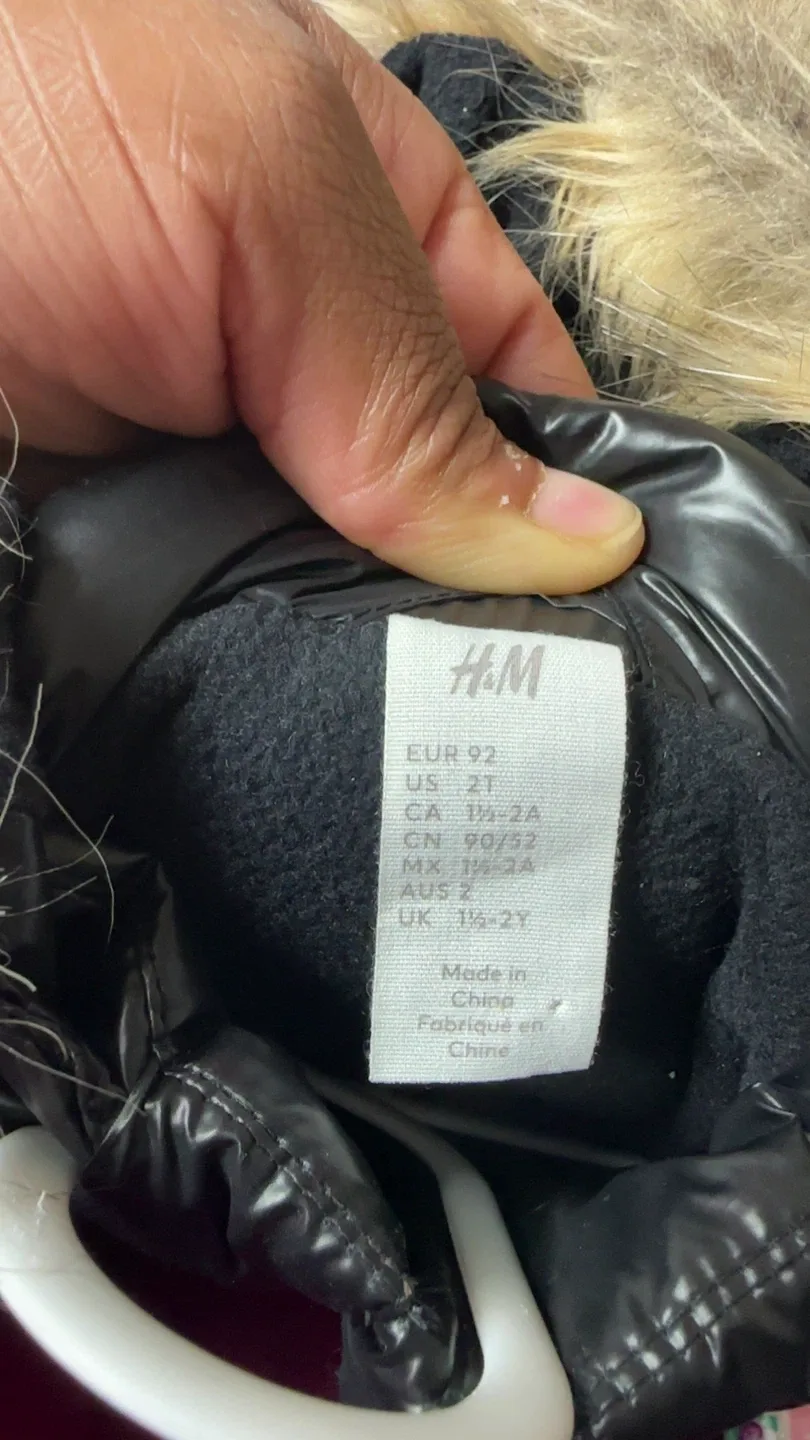 H&M
EUR 92
US 2T
CA 1½-2A
CN 90/52
MX 1½-2A
AUS 2
UK 1½-2Y
Made in
China
Fabriqué en
Chine